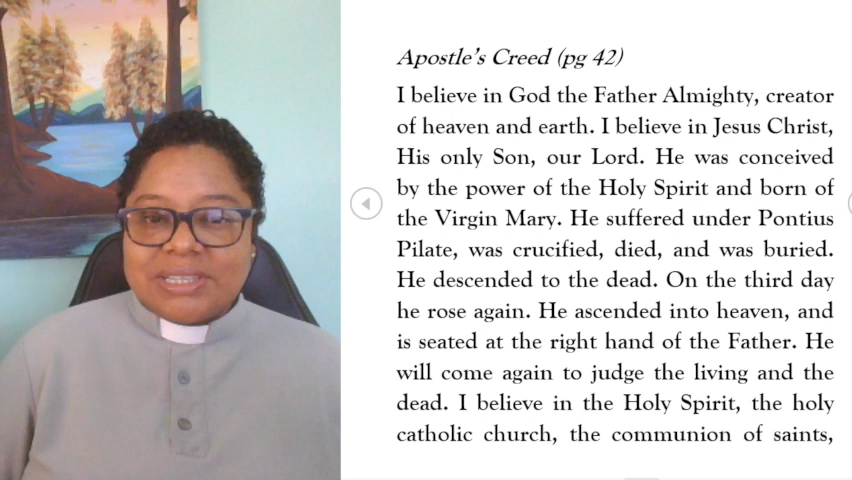 Apostle's Creed (pg 42)
I believe in God the Father Almighty, creator
of heaven and earth. I believe in Jesus Christ,
His only Son, our Lord. He was conceived
by the power of the Holy Spirit and born of
the Virgin Mary. He suffered under Pontius
Pilate, was crucified, died, and was buried.
He descended to the dead. On the third day
he rose again. He ascended into heaven, and
is seated at the right hand of the Father. He
will come again to judge the living and the
dead. I believe in the Holy Spirit, the holy
catholic church, the communion of saints,